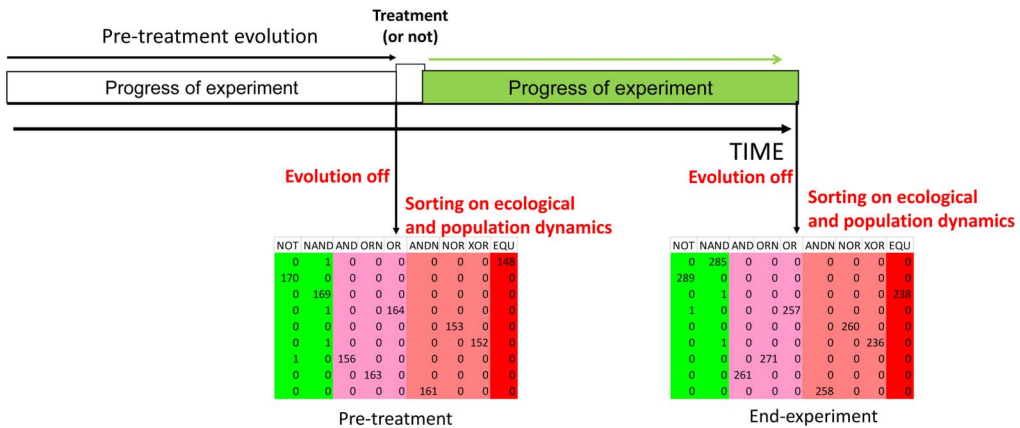 Treatment
(or not)
Pre-treatment evolution
Progress of experiment
Progress of experiment
TIME
Evolution off
Sorting on ecological
and population dynamics
NOT NAND AND ORN OR ANDN NOR XOR EQU
0 1 0 0 0 0 0 0 148
170 0 0 0 0 0 0 0 0
0 169 0 0 0 0 0 0 0
0 1 0 0 164 0 0 0 0
0 0 0 0 0 0 153 0 0
0 1 0 0 0 0 0 152 0
1 0 156 0 0 0 0 0 0
0 0 0 163 0 0 0 0 0
0 0 0 0 0 161 0 0 0
Pre-treatment
Evolution off
Sorting on ecological
and population dynamics
NOT NAND AND ORN OR ANDN NOR XOR EQU
0 285 0 0 0 0 0 0 0
289 0 0 0 0 0 0 0 0
0 1 0 0 0 0 0 0 238
1 0 0 0 257 0 0 0 0
0 0 0 0 0 0 260 0 0
0 1 0 0 0 0 0 236 0
0 0 0 271 0 0 0 0 0
0 0 261 0 0 0 0 0 0
0 0 0 0 0 258 0 0 0
End-experiment